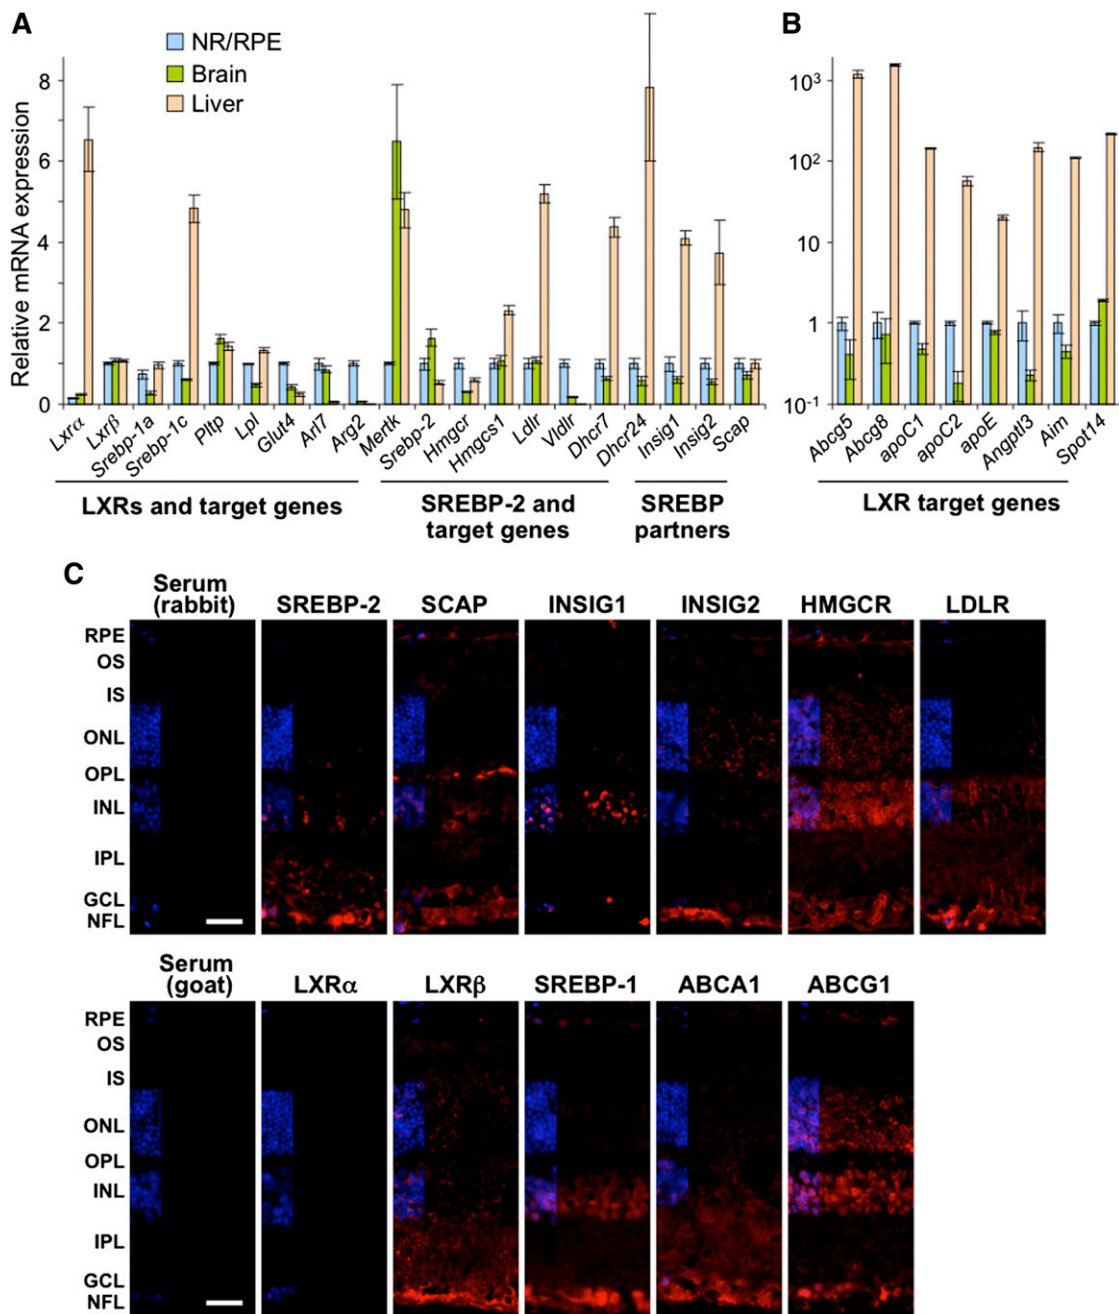 A
NR/RPE
Brain
Liver
Relative mRNA expression
8
6
4
2
1
0
Lxrα
Lxrβ
Srebp-1a
Srebp-1c
Pltp
Lpl
Glut4
Arl7
Arg2
Mertk
Srebp-2
Hmgcr
Hmgcs1
Ldlr
Vldlr
Dhcr7
Dhcr24
Insig1
Insig2
Scap
LXRs and target genes
SREBP-2 and
target genes
SREBP
partners
B
10³
10²
10
1
10⁻¹
Abcg5
Abcg8
apoC1
apoC2
apoE
Angptl3
Aim
Spot14
LXR target genes
C
Serum
(rabbit)
SREBP-2
SCAP
INSIG1
INSIG2
HMGCR
LDLR
RPE
OS
IS
ONL
OPL
INL
IPL
GCL
NFL
Serum
(goat)
LXRα
LXRβ
SREBP-1
ABCA1
ABCG1
RPE
OS
IS
ONL
OPL
INL
IPL
GCL
NFL